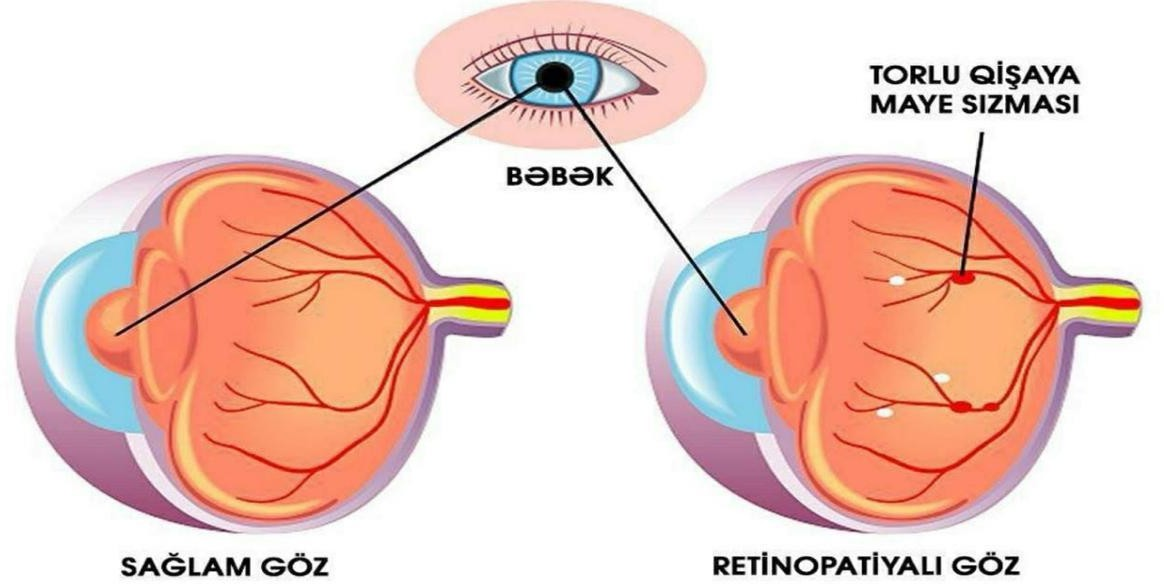 TORLU QİŞAYA
MAYE SIZMASI
BƏBƏK
SAĞLAM GÖZ
RETİNOPATİYALI GÖZ